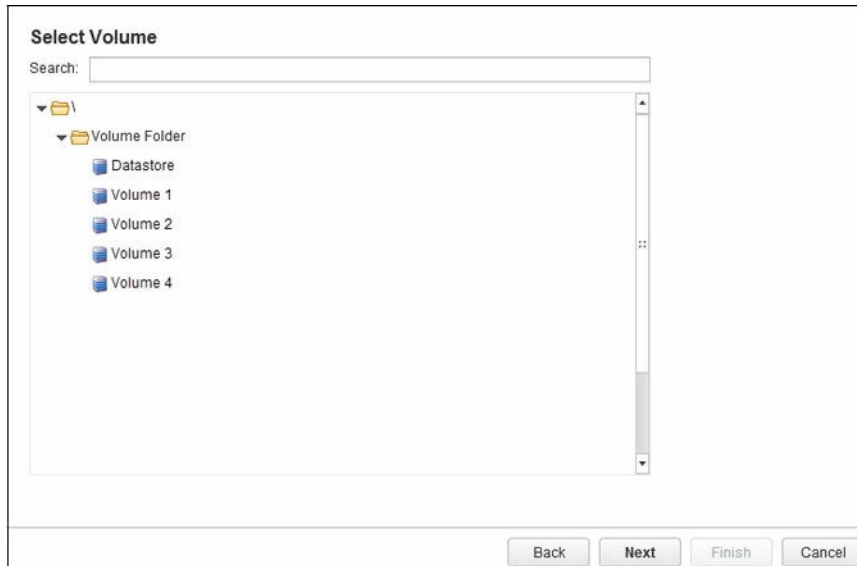 Select Volume
Search:
\
Volume Folder
Datastore
Volume 1
Volume 2
Volume 3
Volume 4
Back Next Finish Cancel